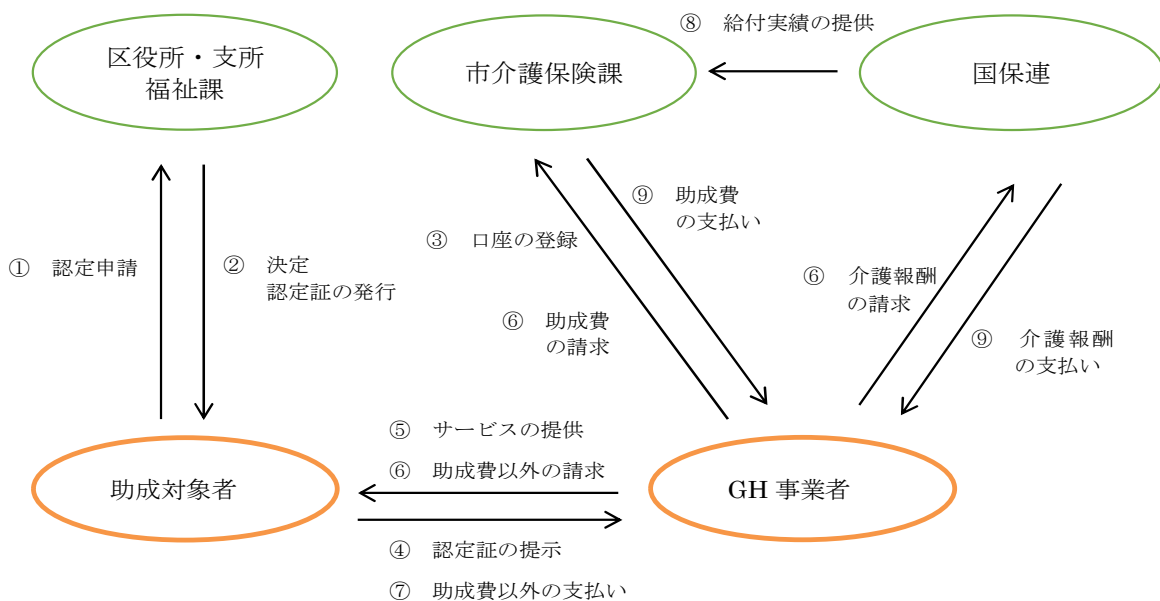 ⑧ 給付実績の提供
区役所・支所
福祉課
市介護保険課
国保連
⑨ 助成費
の支払い
③ 口座の登録
① 認定申請
② 決定
認定証の発行
⑥ 介護報酬
の請求
⑥ 助成費
の請求
⑨ 介護報酬
の支払い
⑤ サービスの提供
⑥ 助成費以外の請求
助成対象者
GH 事業者
④ 認定証の提示
⑦ 助成費以外の支払い